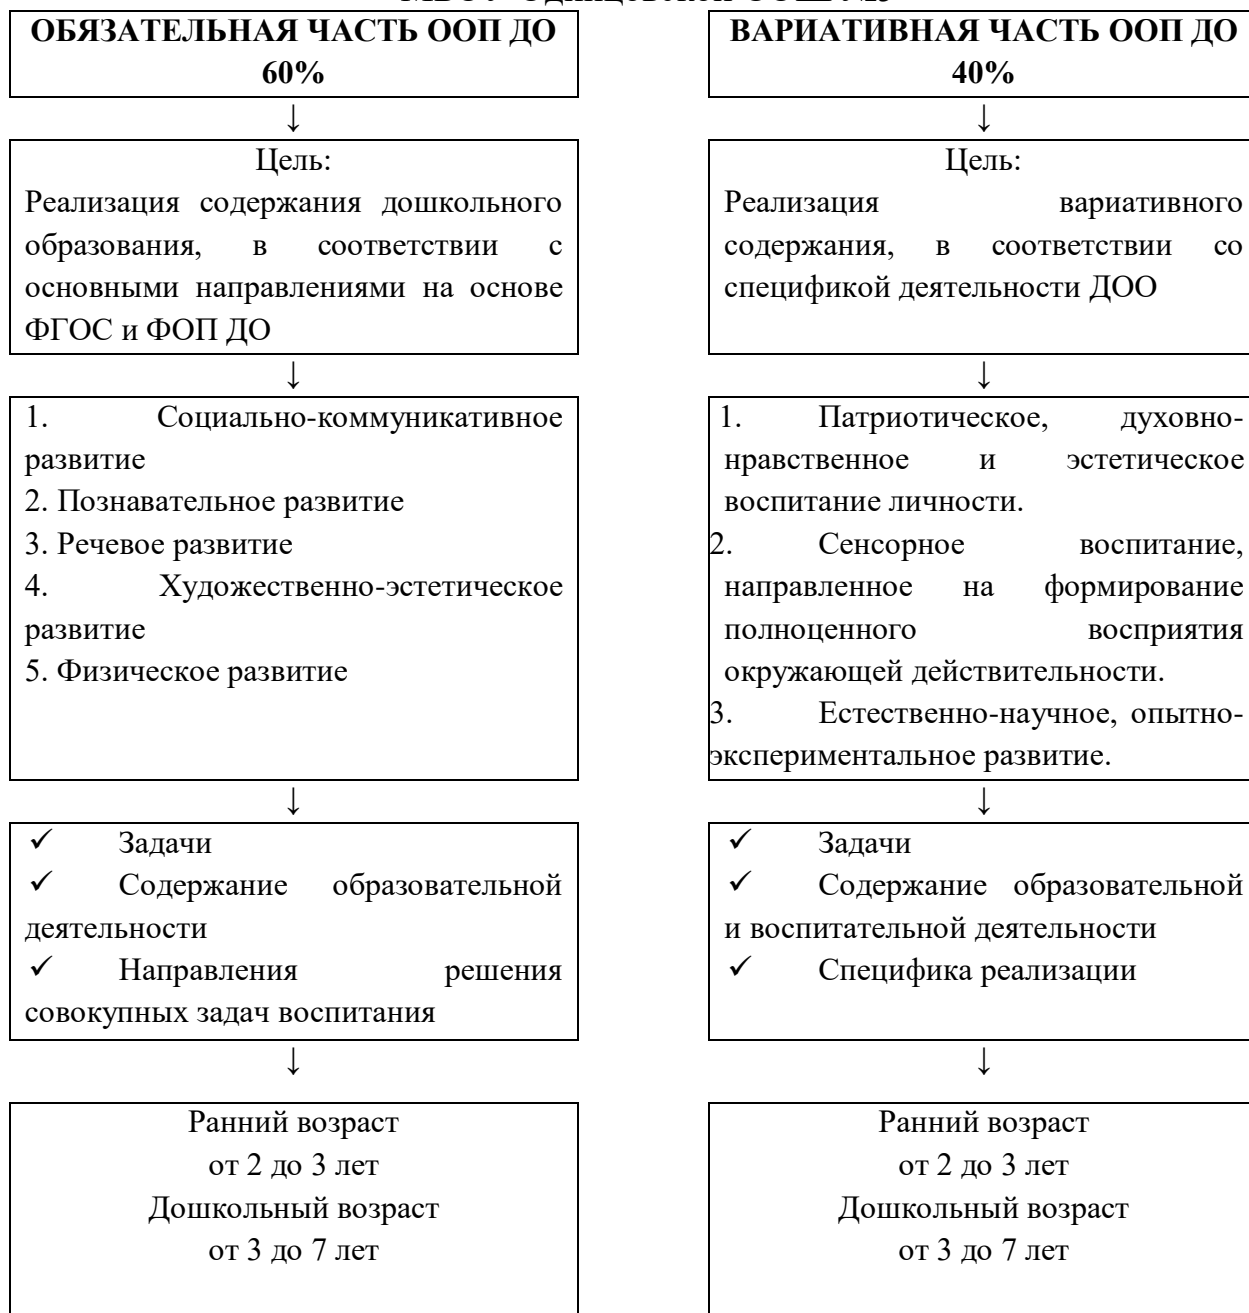 ОБЯЗАТЕЛЬНАЯ ЧАСТЬ ООП ДО
60%
↓
Цель:
Реализация содержания дошкольного
образования, в соответствии с
основными направлениями на основе
ФГОС и ФОП ДО
↓
1. Социально-коммуникативное
развитие
2. Познавательное развитие
3. Речевое развитие
4. Художественно-эстетическое
развитие
5. Физическое развитие
↓
✓ Задачи
✓ Содержание образовательной
деятельности
✓ Направления решения
совокупных задач воспитания
↓
Ранний возраст
от 2 до 3 лет
Дошкольный возраст
от 3 до 7 лет
ВАРИАТИВНАЯ ЧАСТЬ ООП ДО
40%
↓
Цель:
Реализация вариативного
содержания, в соответствии со
спецификой деятельности ДОО
↓
1. Патриотическое, духовно-
нравственное и эстетическое
воспитание личности.
2. Сенсорное воспитание,
направленное на формирование
полноценного восприятия
окружающей действительности.
3. Естественно-научное, опытно-
экспериментальное развитие.
↓
✓ Задачи
✓ Содержание образовательной
и воспитательной деятельности
✓ Специфика реализации
↓
Ранний возраст
от 2 до 3 лет
Дошкольный возраст
от 3 до 7 лет